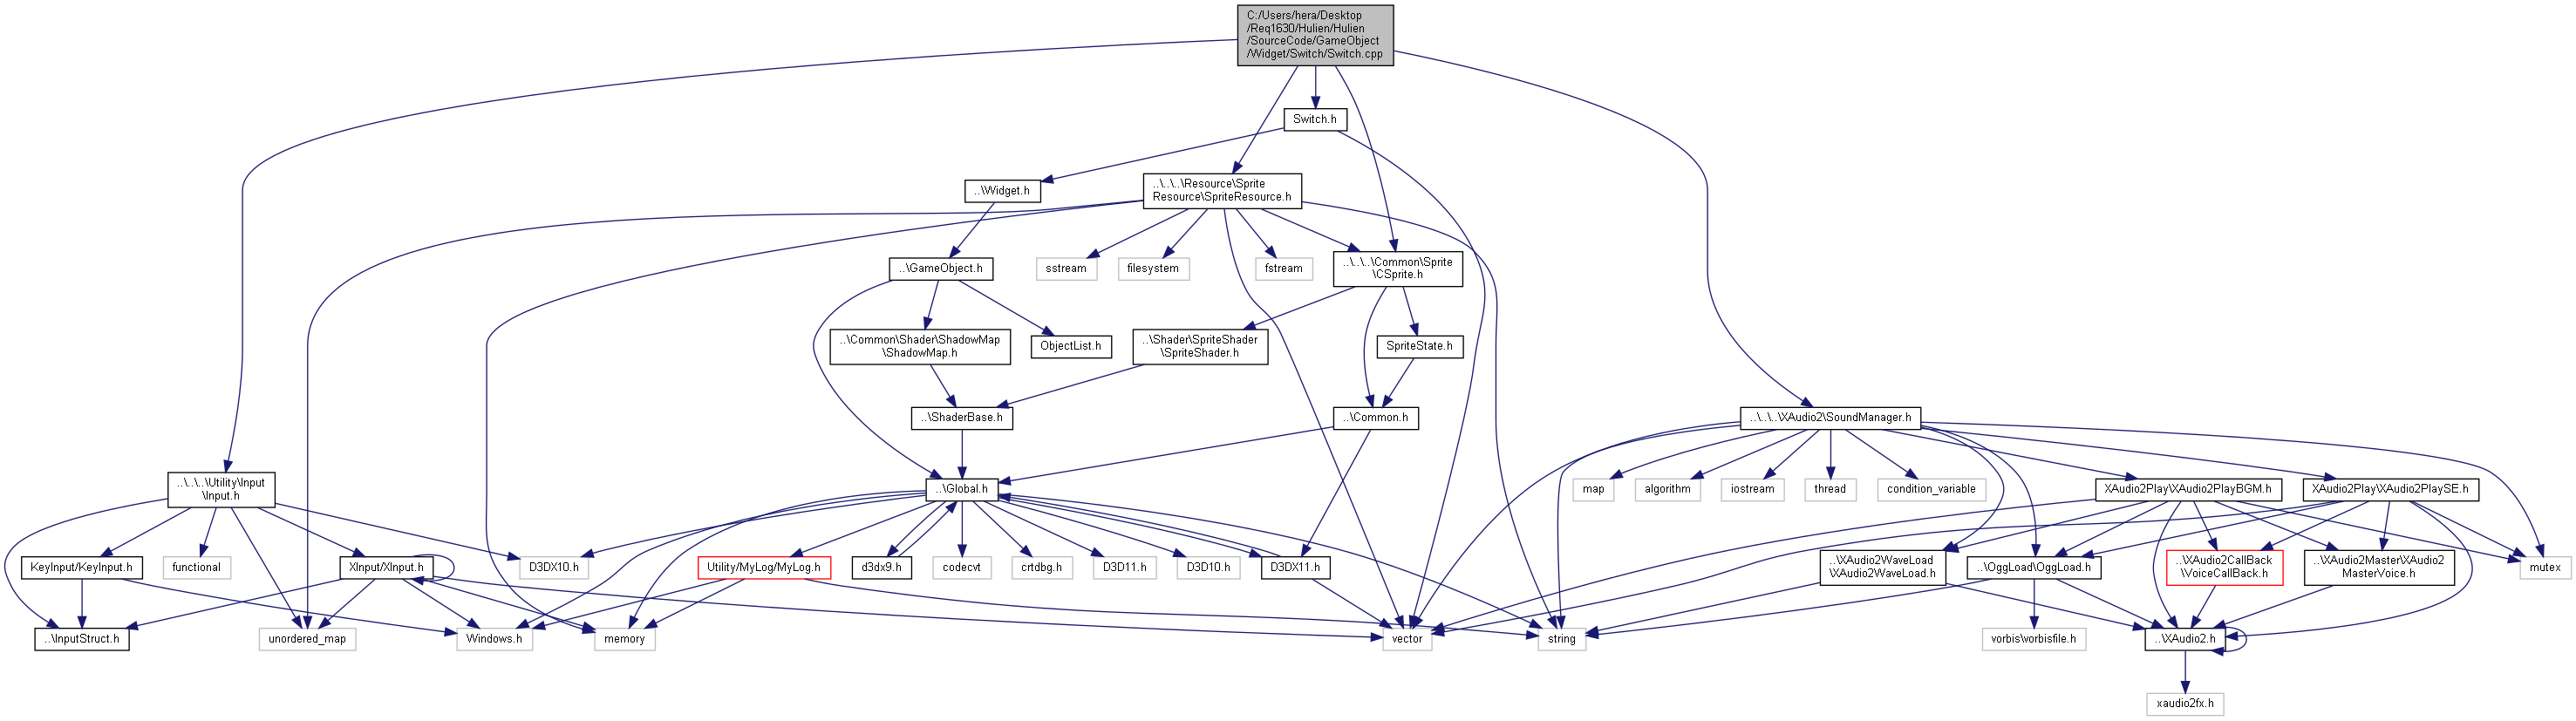 C:/Users/hera/Desktop
/Req1630/Hulien/Hulien
/SourceCode/GameObject
/Widget/Switch/Switch.cpp
Switch.h
..\Widget.h
..\..\..\Resource\Sprite
Resource\SpriteResource.h
..\GameObject.h
sstream
filesystem
fstream
..\..\..\Common\Sprite
\CSprite.h
..\Common\Shader\ShadowMap
\ShadowMap.h
ObjectList.h
..\Shader\SpriteShader
\SpriteShader.h
SpriteState.h
..\ShaderBase.h
..\Common.h
..\..\..\XAudio2\SoundManager.h
..\..\..\Utility\Input
\Input.h
..\Global.h
map
algorithm
iostream
thread
condition_variable
XAudio2Play\XAudio2PlayBGM.h
XAudio2Play\XAudio2PlaySE.h
KeyInput/KeyInput.h
functional
XInput/XInput.h
D3DX10.h
Utility/MyLog/MyLog.h
d3dx9.h
codecvt
crtdbg.h
D3D11.h
D3D10.h
D3DX11.h
..\XAudio2WaveLoad
\XAudio2WaveLoad.h
..\OggLoad\OggLoad.h
..\XAudio2CallBack
\VoiceCallBack.h
..\XAudio2Master\XAudio2
MasterVoice.h
mutex
..\InputStruct.h
unordered_map
Windows.h
memory
vector
string
vorbis\vorbisfile.h
..\XAudio2.h
xaudio2fx.h